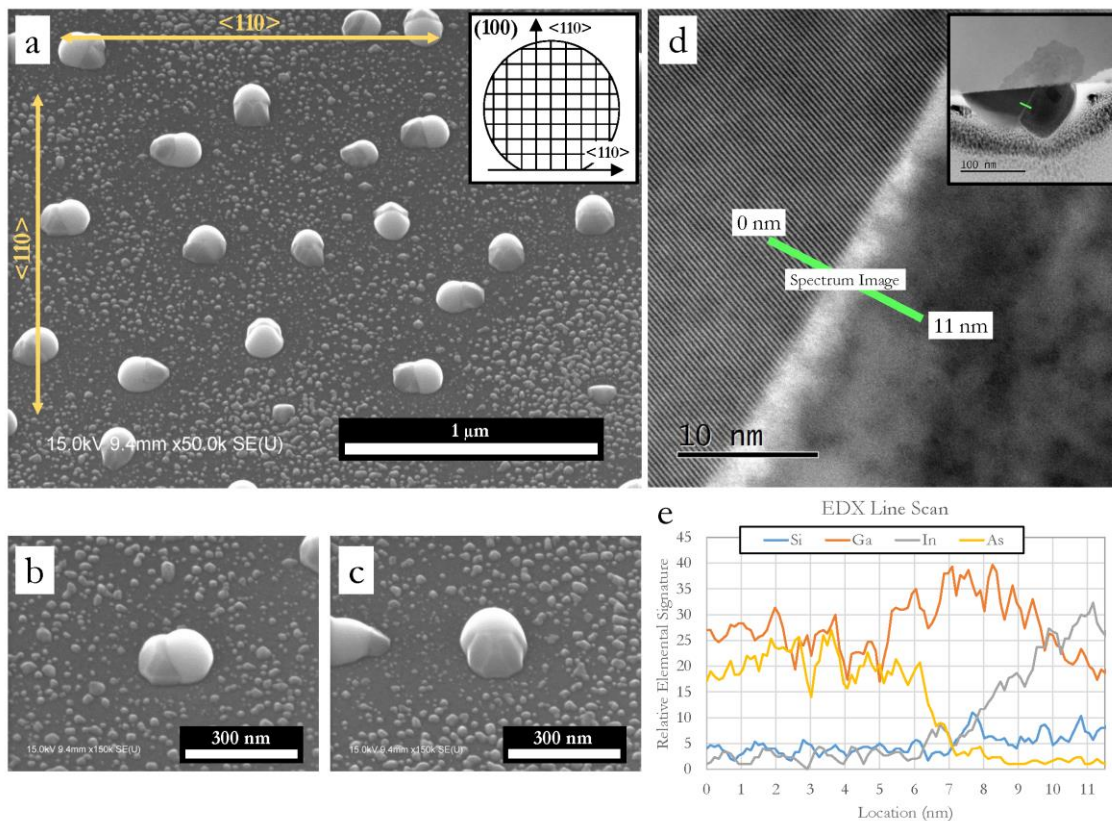 a
<110>
<110>
(100)
<110>
<110>
15.0kV 9.4mm x50.0k SE(U)
1 μm
b
15.0kV 9.4mm x150k SE(U)
300 nm
c
15.0kV 9.4mm x150k SE(U)
300 nm
d
100 nm
0 nm
Spectrum Image
11 nm
10 nm
e
EDX Line Scan
Si Ga In As
Relative Elemental Signature
45
40
35
30
25
20
15
10
5
0
0 1 2 3 4 5 6 7 8 9 10 11
Location (nm)